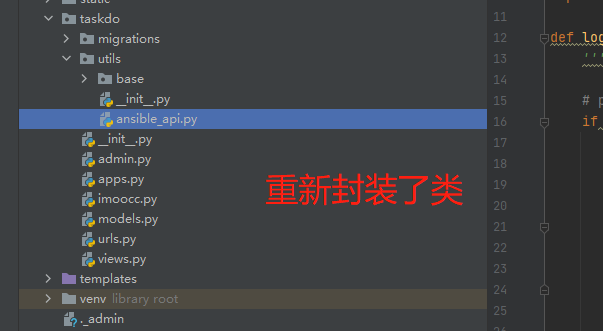 static
taskdo
migrations
utils
base
__init__.py
ansible_api.py
__init__.py
admin.py
apps.py
imoocc.py
models.py
urls.py
views.py
templates
venv library root
._admin
重新封装了类
11
12 def log
13 '''
14
15 # p
16 if
17
18
19
20
21
22
23
24
25